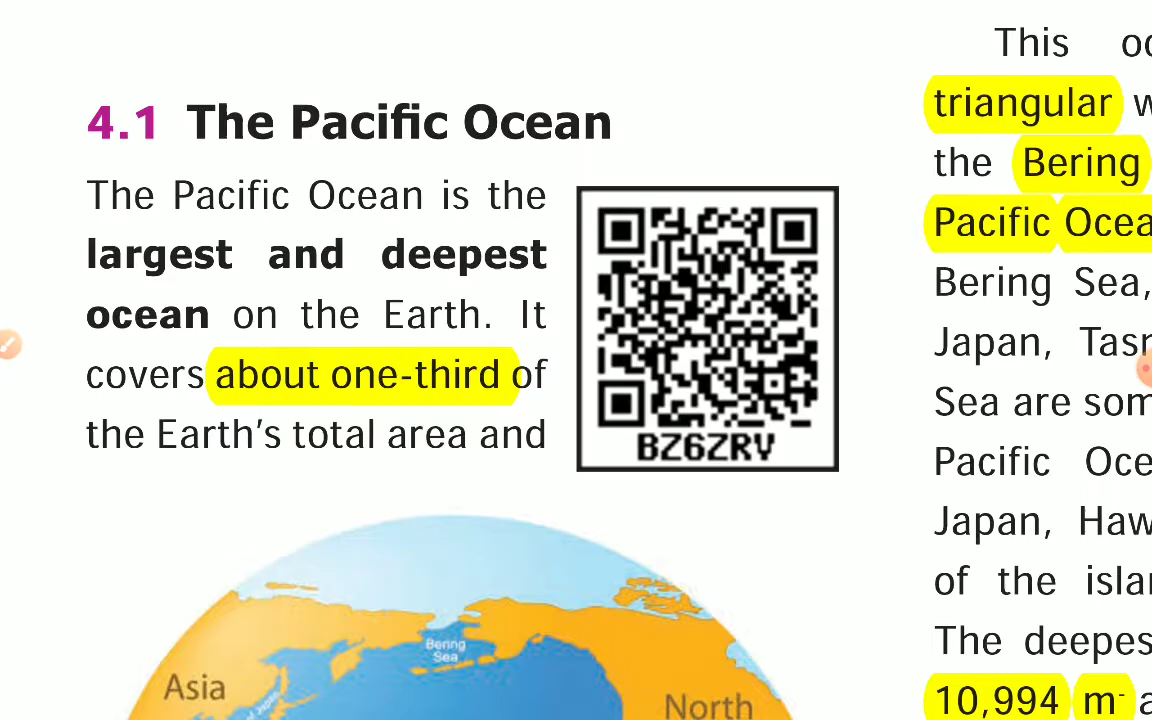 4.1 The Pacific Ocean
The Pacific Ocean is the
largest and deepest
ocean on the Earth. It
covers about one-third of
the Earth's total area and
BZ6ZRV
Bering
Sea
Asia
North
This
triangular
the Bering
Pacific
Bering Sea,
Japan,
Sea are
Pacific
Japan,
of the
The
10,994 m